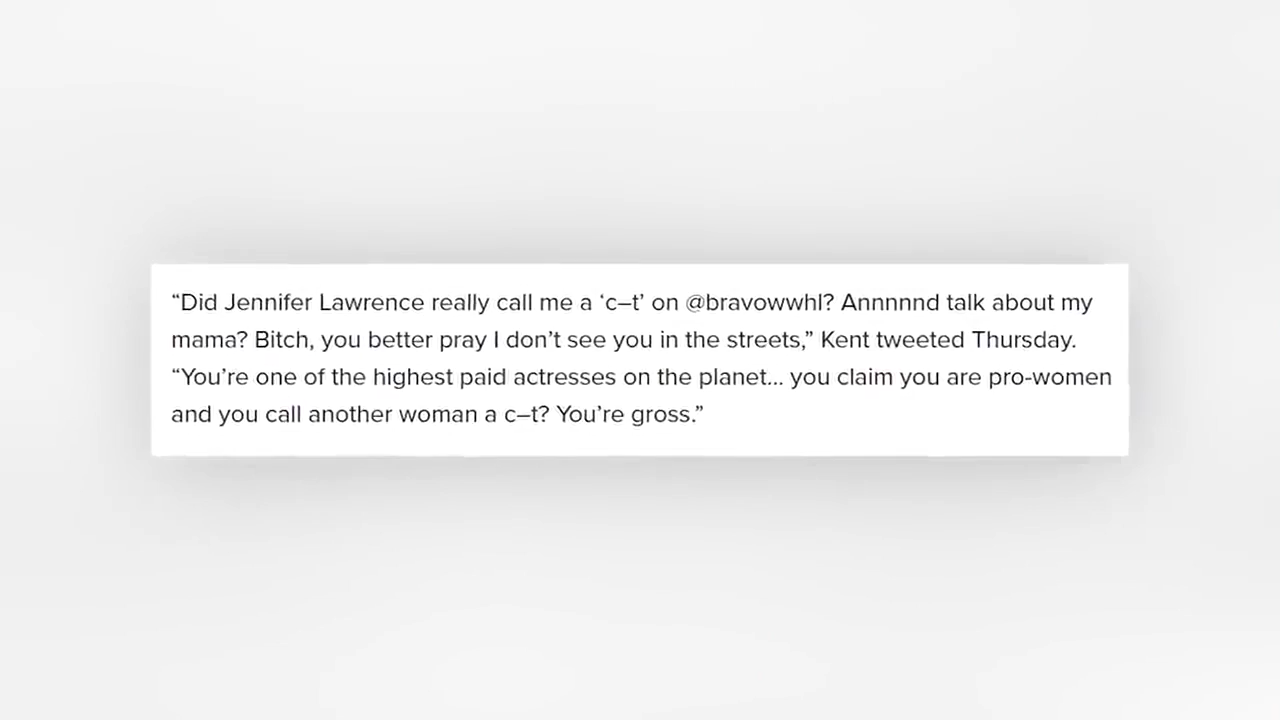 “Did Jennifer Lawrence really call me a ‘c–t’ on @bravowwhl? Annnnnd talk about my
mama? Bitch, you better pray I don’t see you in the streets,” Kent tweeted Thursday.
“You’re one of the highest paid actresses on the planet… you claim you are pro-women
and you call another woman a c–t? You’re gross.”